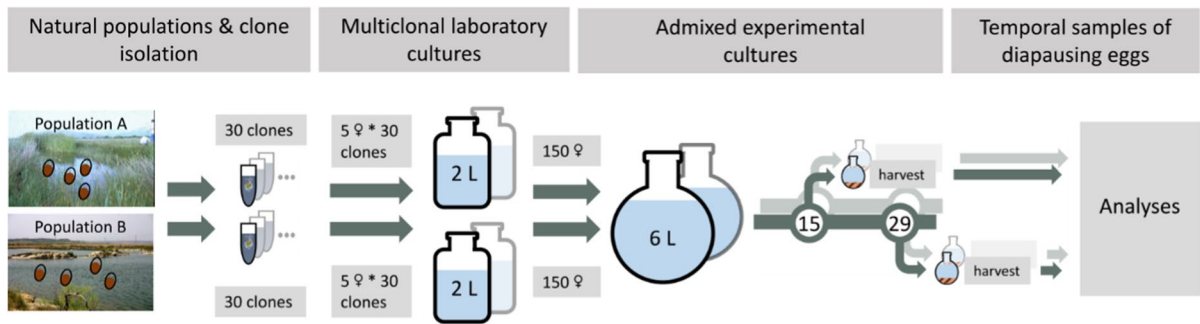 Natural populations & clone
isolation
Multiclonal laboratory
cultures
Admixed experimental
cultures
Temporal samples of
diapausing eggs
Population A
30 clones
5 ♀ * 30
clones
2 L
150 ♀
6 L
15
harvest
29
Analyses
Population B
30 clones
5 ♀ * 30
clones
2 L
150 ♀
harvest